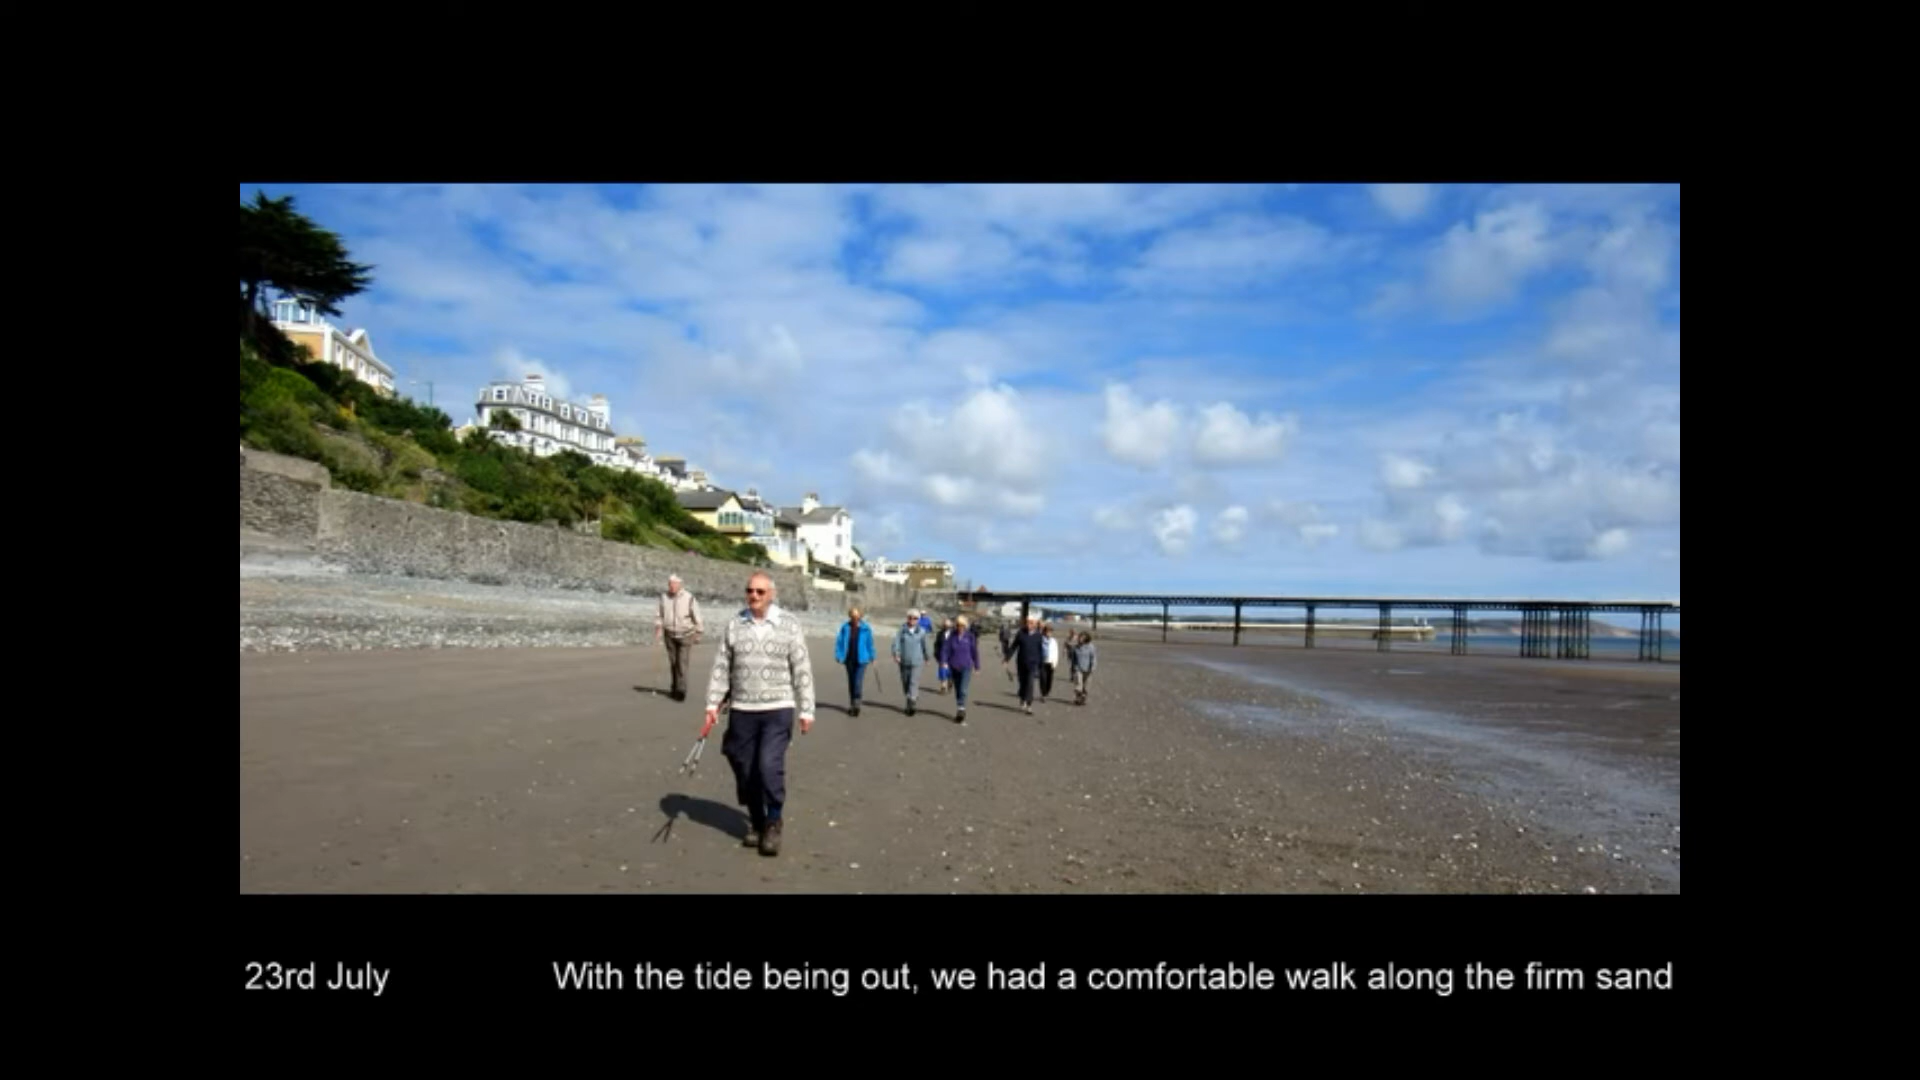 23rd July With the tide being out, we had a comfortable walk along the firm sand